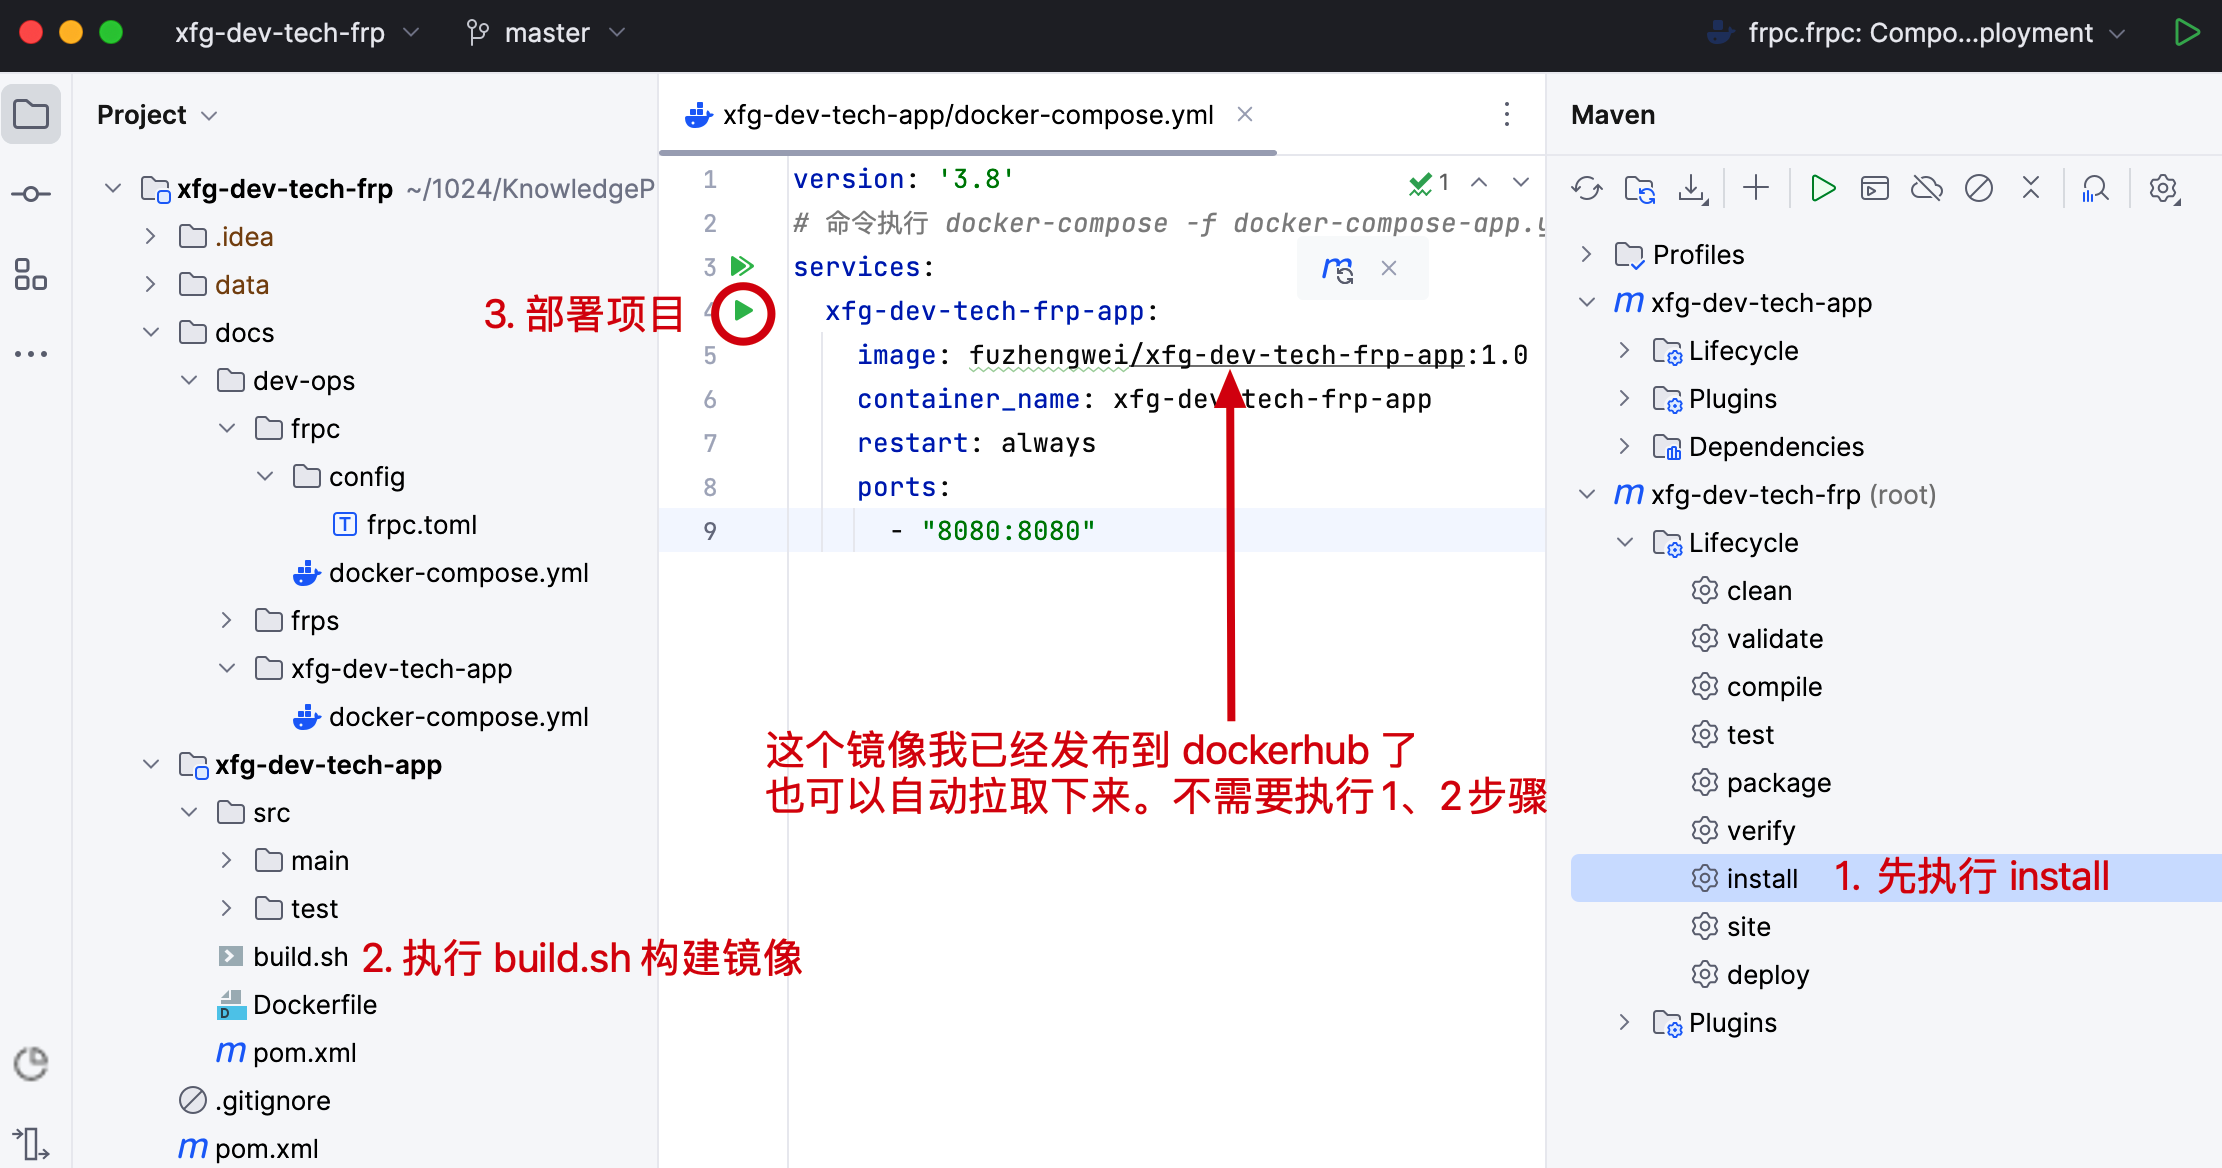 xfg-dev-tech-frp
master
frpc.frpc: Compo...ployment
Project
xfg-dev-tech-frp ~/1024/KnowledgeP
.idea
data
docs
dev-ops
frpc
config
frpc.toml
docker-compose.yml
frps
xfg-dev-tech-app
docker-compose.yml
xfg-dev-tech-app
src
main
test
build.sh
2. 执行 build.sh 构建镜像
Dockerfile
pom.xml
.gitignore
pom.xml
xfg-dev-tech-app/docker-compose.yml
1 version: '3.8'
1
2 # 命令执行 docker-compose -f docker-compose-app.y
3 services:
3. 部署项目
4 xfg-dev-tech-frp-app:
5 image: fuzhengwei/xfg-dev-tech-frp-app:1.0
6 container_name: xfg-dev-tech-frp-app
7 restart: always
8 ports:
9 - "8080:8080"
这个镜像我已经发布到 dockerhub 了
也可以自动拉取下来。不需要执行 1、2 步骤
Maven
Profiles
xfg-dev-tech-app
Lifecycle
Plugins
Dependencies
xfg-dev-tech-frp (root)
Lifecycle
clean
validate
compile
test
package
verify
install 1. 先执行 install
site
deploy
Plugins